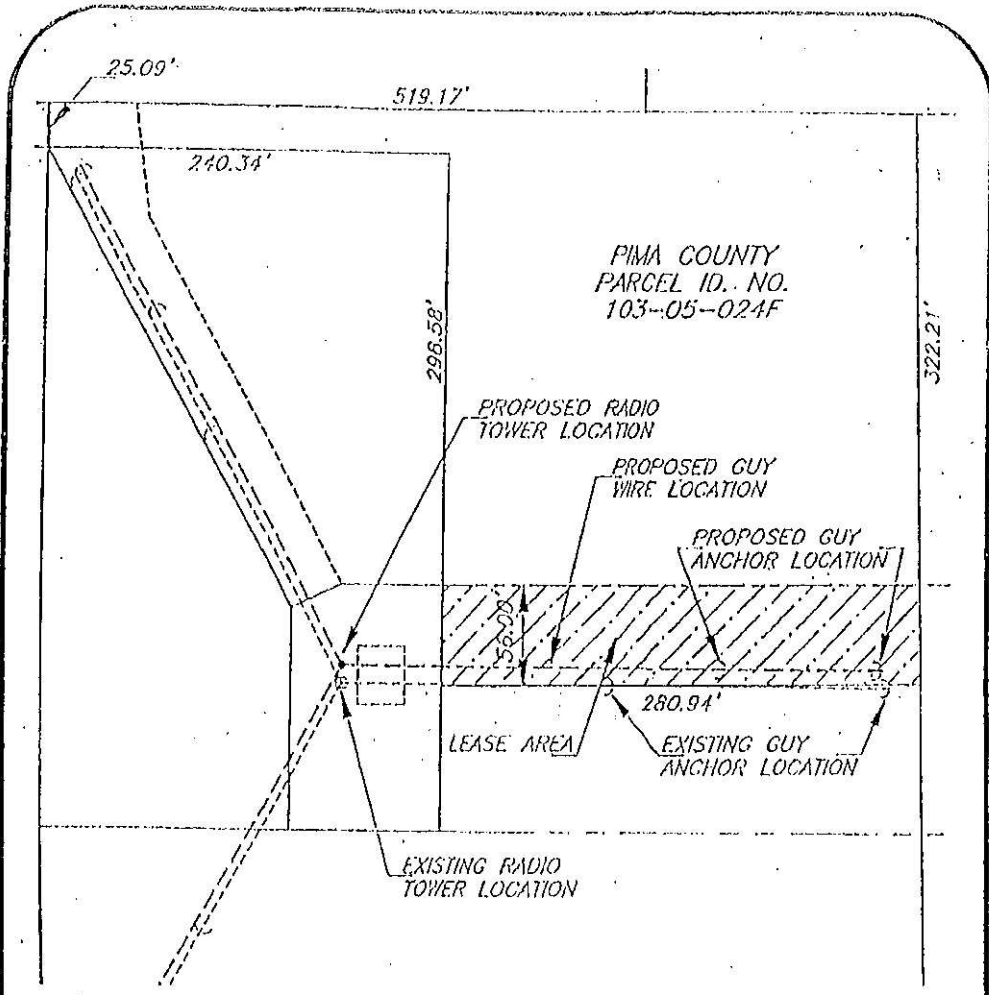 25.09'
519.17'
240.34'
PIMA COUNTY
PARCEL ID. NO.
103-05-024F
296.58'
322.21'
PROPOSED RADIO
TOWER LOCATION
PROPOSED GUY
WIRE LOCATION
PROPOSED GUY
ANCHOR LOCATION
56.00'
280.94'
LEASE AREA
EXISTING GUY
ANCHOR LOCATION
EXISTING RADIO
TOWER LOCATION